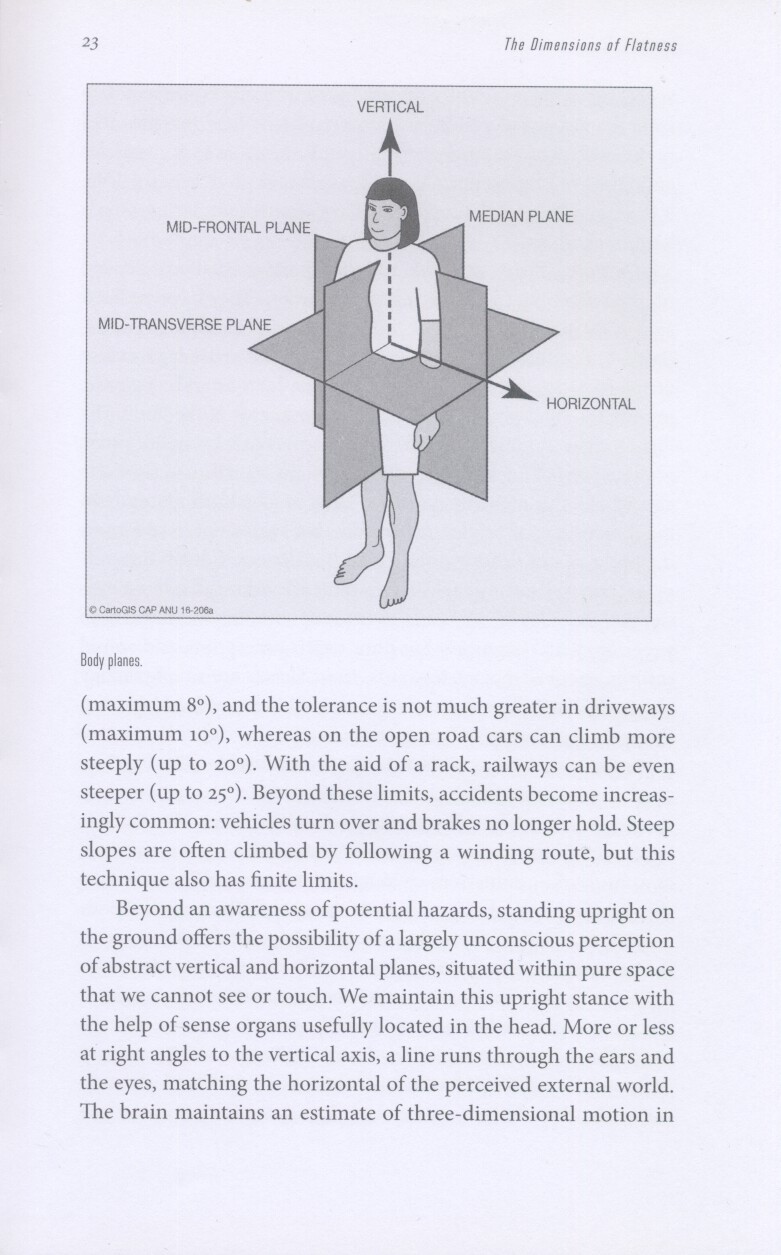 23
The Dimensions of Flatness
VERTICAL
MID-FRONTAL PLANE
MEDIAN PLANE
MID-TRANSVERSE PLANE
HORIZONTAL
© CartoGIS CAP ANU 16-206a
Body planes.
(maximum 8º), and the tolerance is not much greater in driveways
(maximum 10º), whereas on the open road cars can climb more
steeply (up to 20º). With the aid of a rack, railways can be even
steeper (up to 25º). Beyond these limits, accidents become increas-
ingly common: vehicles turn over and brakes no longer hold. Steep
slopes are often climbed by following a winding route, but this
technique also has finite limits.
Beyond an awareness of potential hazards, standing upright on
the ground offers the possibility of a largely unconscious perception
of abstract vertical and horizontal planes, situated within pure space
that we cannot see or touch. We maintain this upright stance with
the help of sense organs usefully located in the head. More or less
at right angles to the vertical axis, a line runs through the ears and
the eyes, matching the horizontal of the perceived external world.
The brain maintains an estimate of three-dimensional motion in